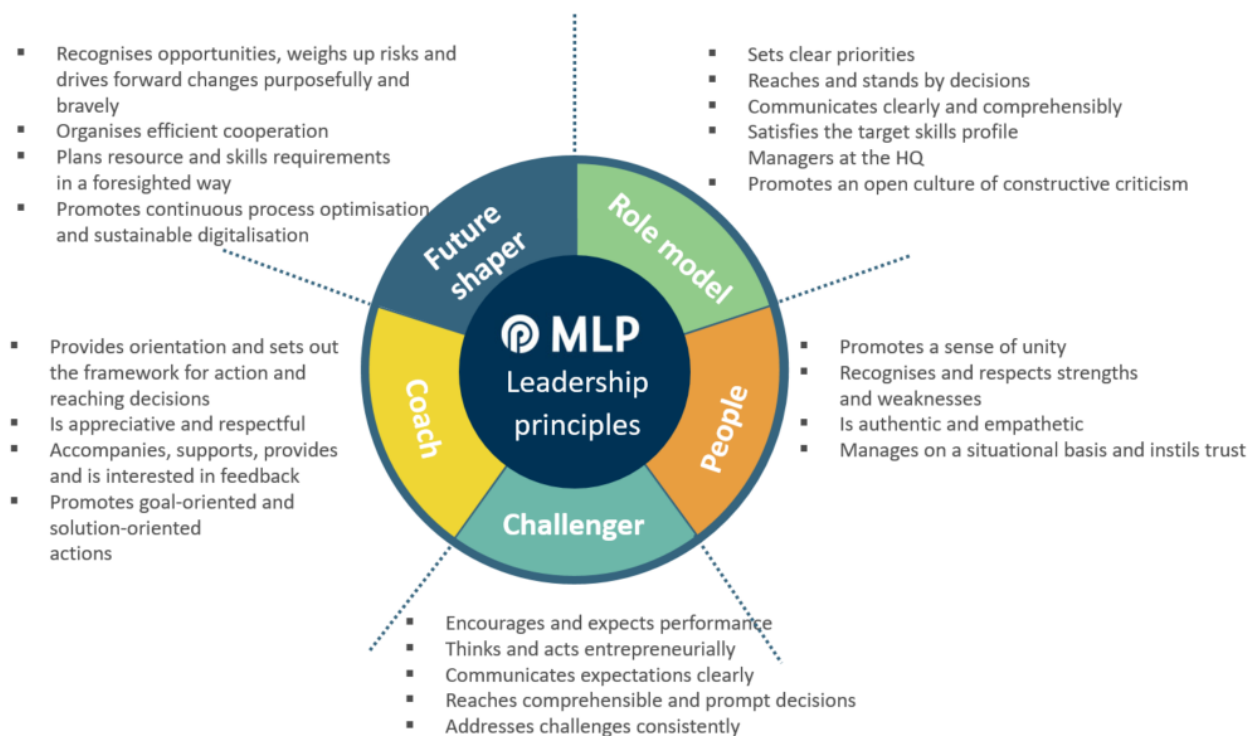 ▪ Recognises opportunities, weighs up risks and
drives forward changes purposefully and
bravely
▪ Organises efficient cooperation
▪ Plans resource and skills requirements
in a foresighted way
▪ Promotes continuous process optimisation
and sustainable digitalisation
▪ Sets clear priorities
▪ Reaches and stands by decisions
▪ Communicates clearly and comprehensibly
▪ Satisfies the target skills profile
Managers at the HQ
▪ Promotes an open culture of constructive criticism
Future
shaper
Role model
MLP
Leadership
principles
Coach
People
Challenger
▪ Provides orientation and sets out
the framework for action and
reaching decisions
▪ Is appreciative and respectful
▪ Accompanies, supports, provides
and is interested in feedback
▪ Promotes goal-oriented and
solution-oriented
actions
▪ Promotes a sense of unity
▪ Recognises and respects strengths
and weaknesses
▪ Is authentic and empathetic
▪ Manages on a situational basis and instils trust
▪ Encourages and expects performance
▪ Thinks and acts entrepreneurially
▪ Communicates expectations clearly
▪ Reaches comprehensible and prompt decisions
▪ Addresses challenges consistently